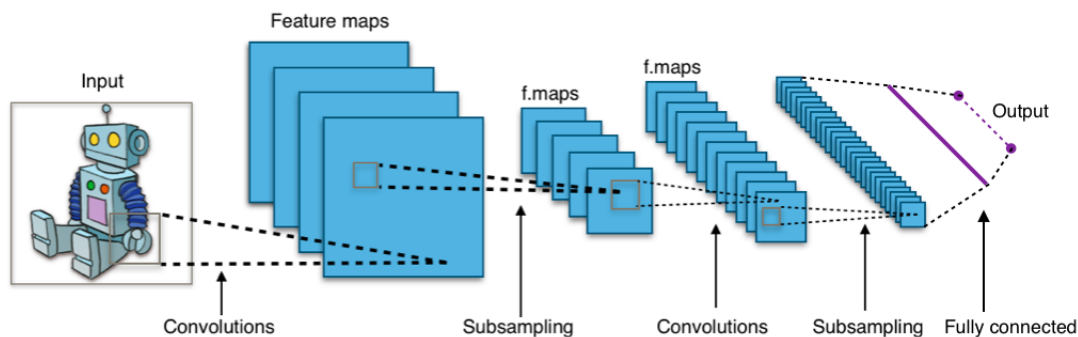 Feature maps
Input
f.maps
f.maps
Output
Convolutions
Subsampling
Convolutions
Subsampling
Fully connected